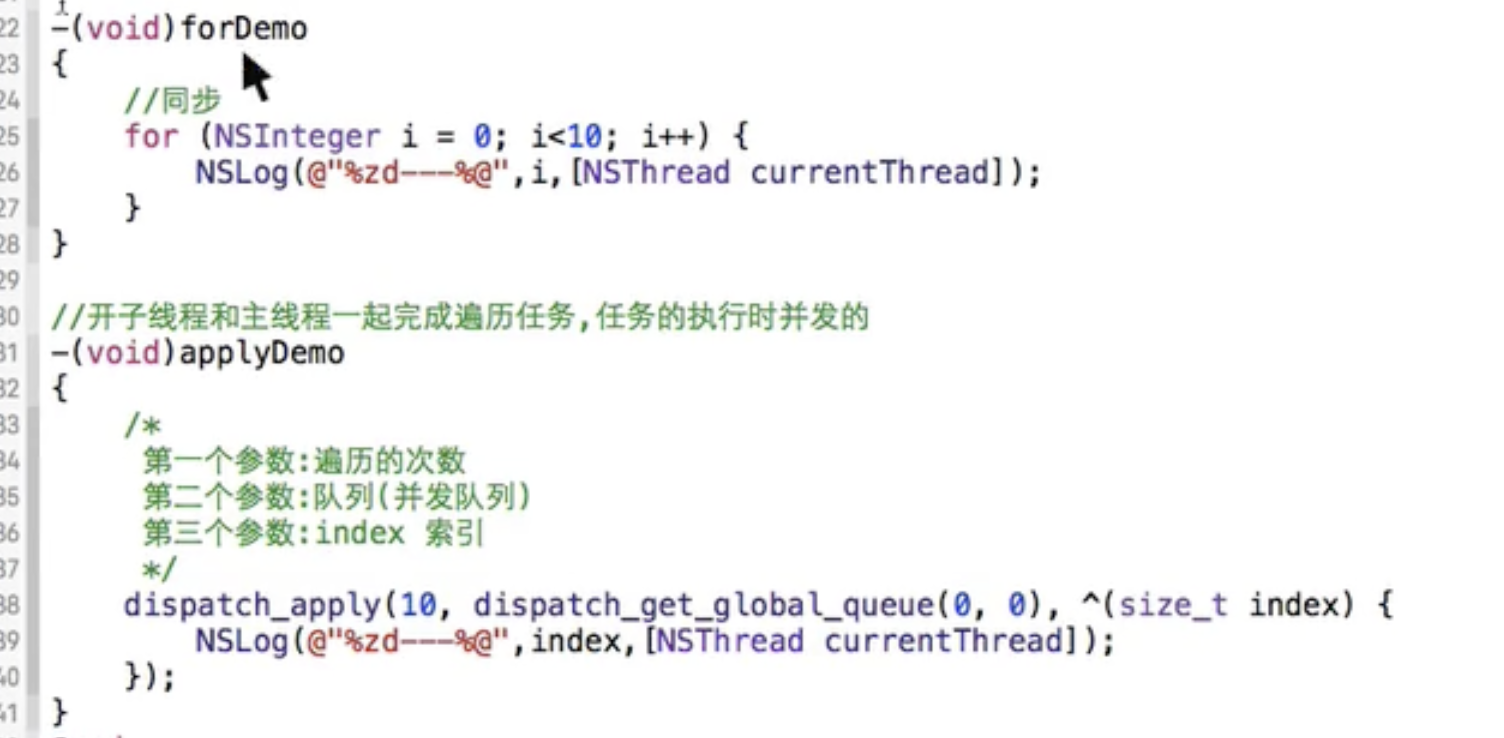 22 -(void)forDemo
23 {
24 //同步
25 for (NSInteger i = 0; i<10; i++) {
26 NSLog(@"%zd---%@",i,[NSThread currentThread]);
27 }
28 }
29
30 //开子线程和主线程一起完成遍历任务,任务的执行时并发的
31 -(void)applyDemo
32 {
33 /*
34 第一个参数:遍历的次数
35 第二个参数:队列(并发队列)
36 第三个参数:index 索引
37 */
38 dispatch_apply(10, dispatch_get_global_queue(0, 0), ^(size_t index) {
39 NSLog(@"%zd---%@",index,[NSThread currentThread]);
40 });
41 }